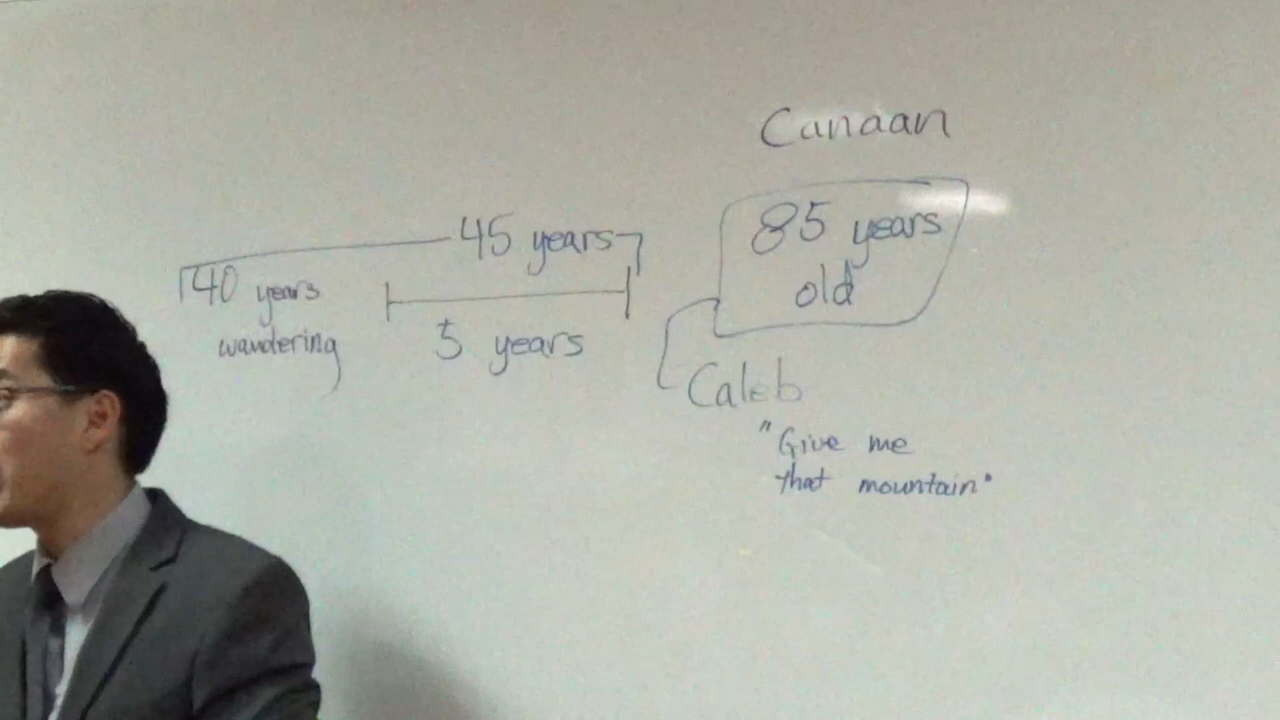 Canaan
45 years
85 years
old
40 years
wandering
5 years
Caleb
"Give me
that mountain"